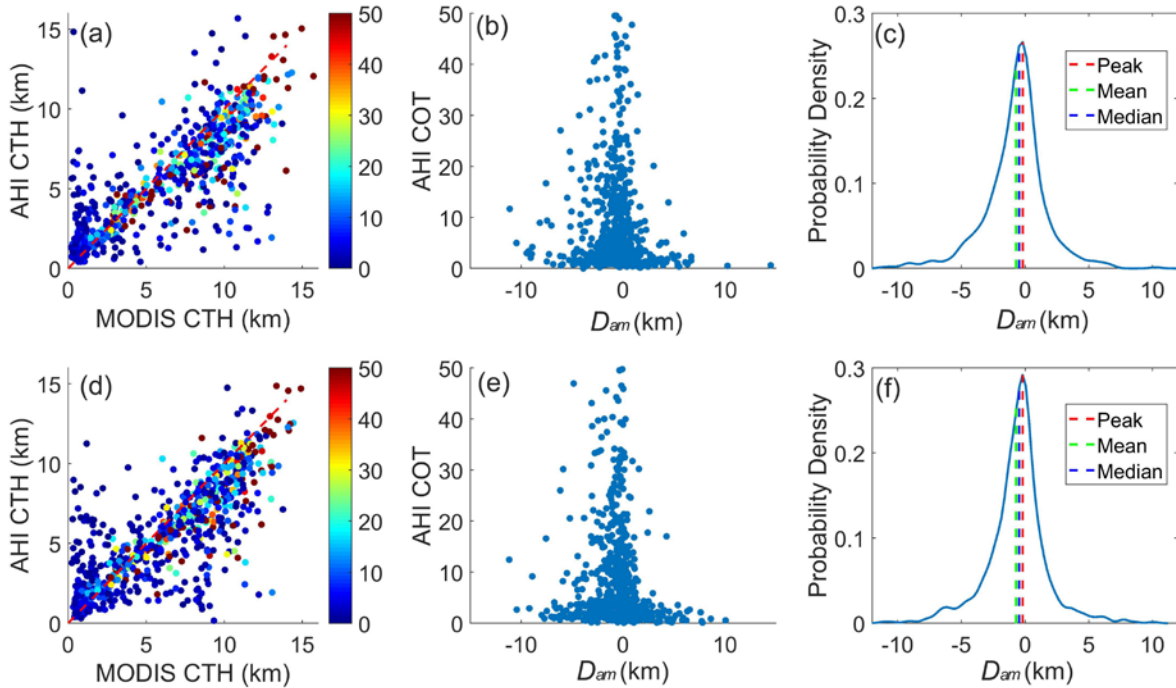 (a)
AHI CTH (km)
15
10
5
0
0 5 10 15
MODIS CTH (km)
50
40
30
20
10
0
(b)
AHI COT
50
40
30
20
10
0
-10 0 10
Dam (km)
(c)
Probability Density
0.3
0.2
0.1
0
-10 -5 0 5 10
Dam (km)
Peak
Mean
Median
(d)
AHI CTH (km)
15
10
5
0
0 5 10 15
MODIS CTH (km)
50
40
30
20
10
0
(e)
AHI COT
50
40
30
20
10
0
-10 0 10
Dam (km)
(f)
Probability Density
0.3
0.2
0.1
0
-10 -5 0 5 10
Dam (km)
Peak
Mean
Median